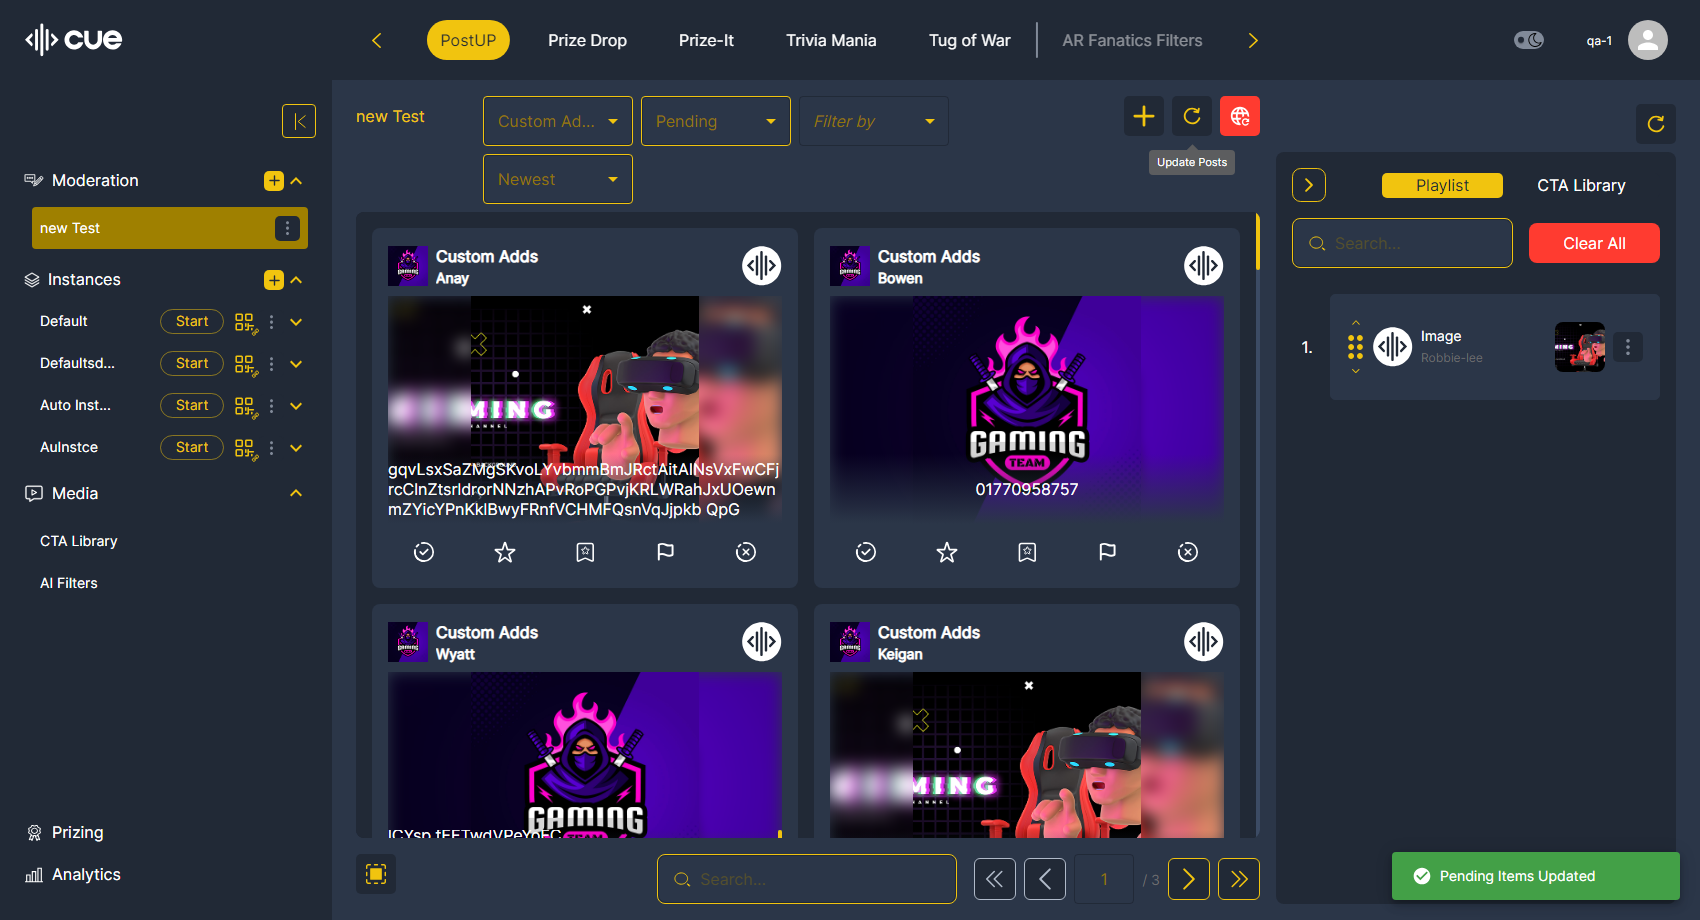 cue
PostUP
Prize Drop
Prize-It
Trivia Mania
Tug of War
AR Fanatics Filters
qa-1
Moderation
new Test
Instances
Default
Start
Defaultsd...
Start
Auto Inst...
Start
AuInstce
Start
Media
CTA Library
AI Filters
Prizing
Analytics
new Test
Custom Ad...
Pending
Filter by
Newest
Update Posts
Custom Adds
Anay
MING
gqvLsxSaZMgSKvoLYvbmmBmJRctAitAINsVxFwCFj
rcClnZtsrIdrorNNzhAPvRoPGPvjKRLWRahJxUOewn
mZYicYPnKklBwyFRnfVCHMFQsnVqJjpkb QpG
Custom Adds
Bowen
GAMING
TEAM
01770958757
Custom Adds
Wyatt
GAMING
Custom Adds
Keigan
MING
Search...
1
/ 3
Playlist
CTA Library
Search...
Clear All
1.
Image
Robbie-lee
Pending Items Updated